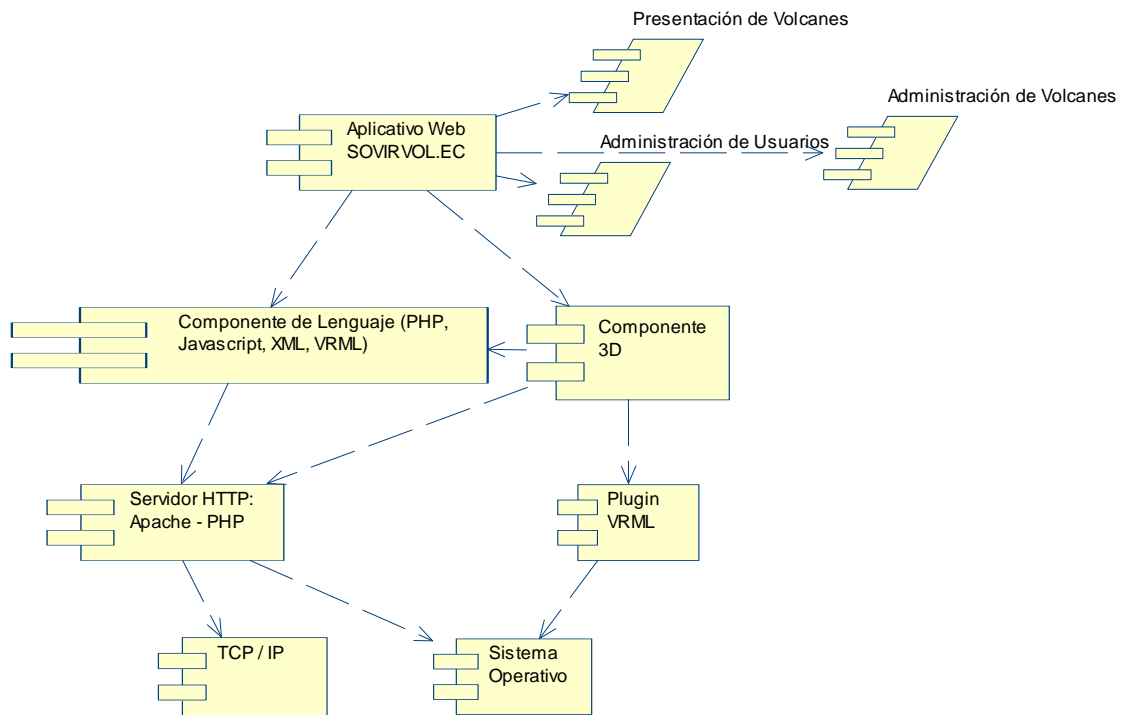 Presentación de Volcanes
Administración de Volcanes
Aplicativo Web
SOVIRVOL.EC
Administración de Usuarios
Componente de Lenguaje (PHP,
Javascript, XML, VRML)
Componente
3D
Servidor HTTP:
Apache - PHP
Plugin
VRML
TCP / IP
Sistema
Operativo